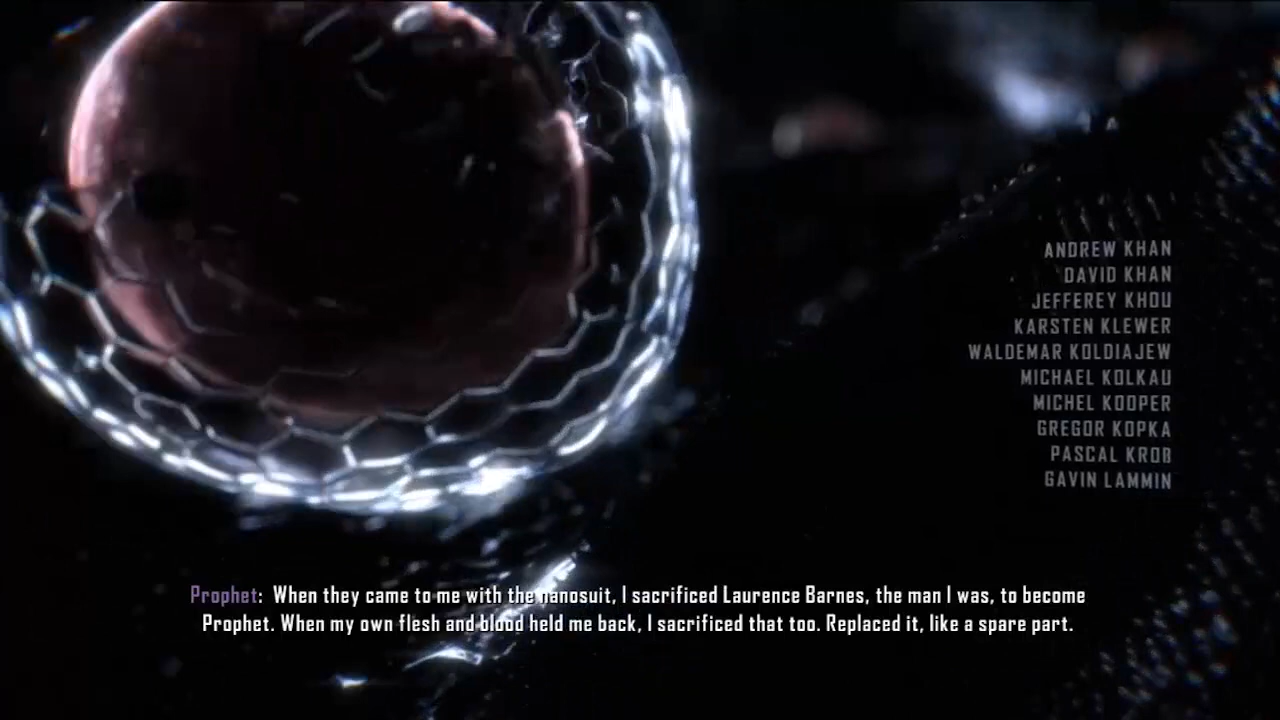 ANDREW KHAN
DAVID KHAN
JEFFEREY KHOU
KARSTEN KLEWER
WALDEMAR KOLDIAJEW
MICHAEL KOLKAU
MICHEL KOOPER
GREGOR KOPKA
PASCAL KROB
GAVIN LAMMIN
Prophet: When they came to me with the nanosuit, I sacrificed Laurence Barnes, the man I was, to become
Prophet. When my own flesh and blood held me back, I sacrificed that too. Replaced it, like a spare part.